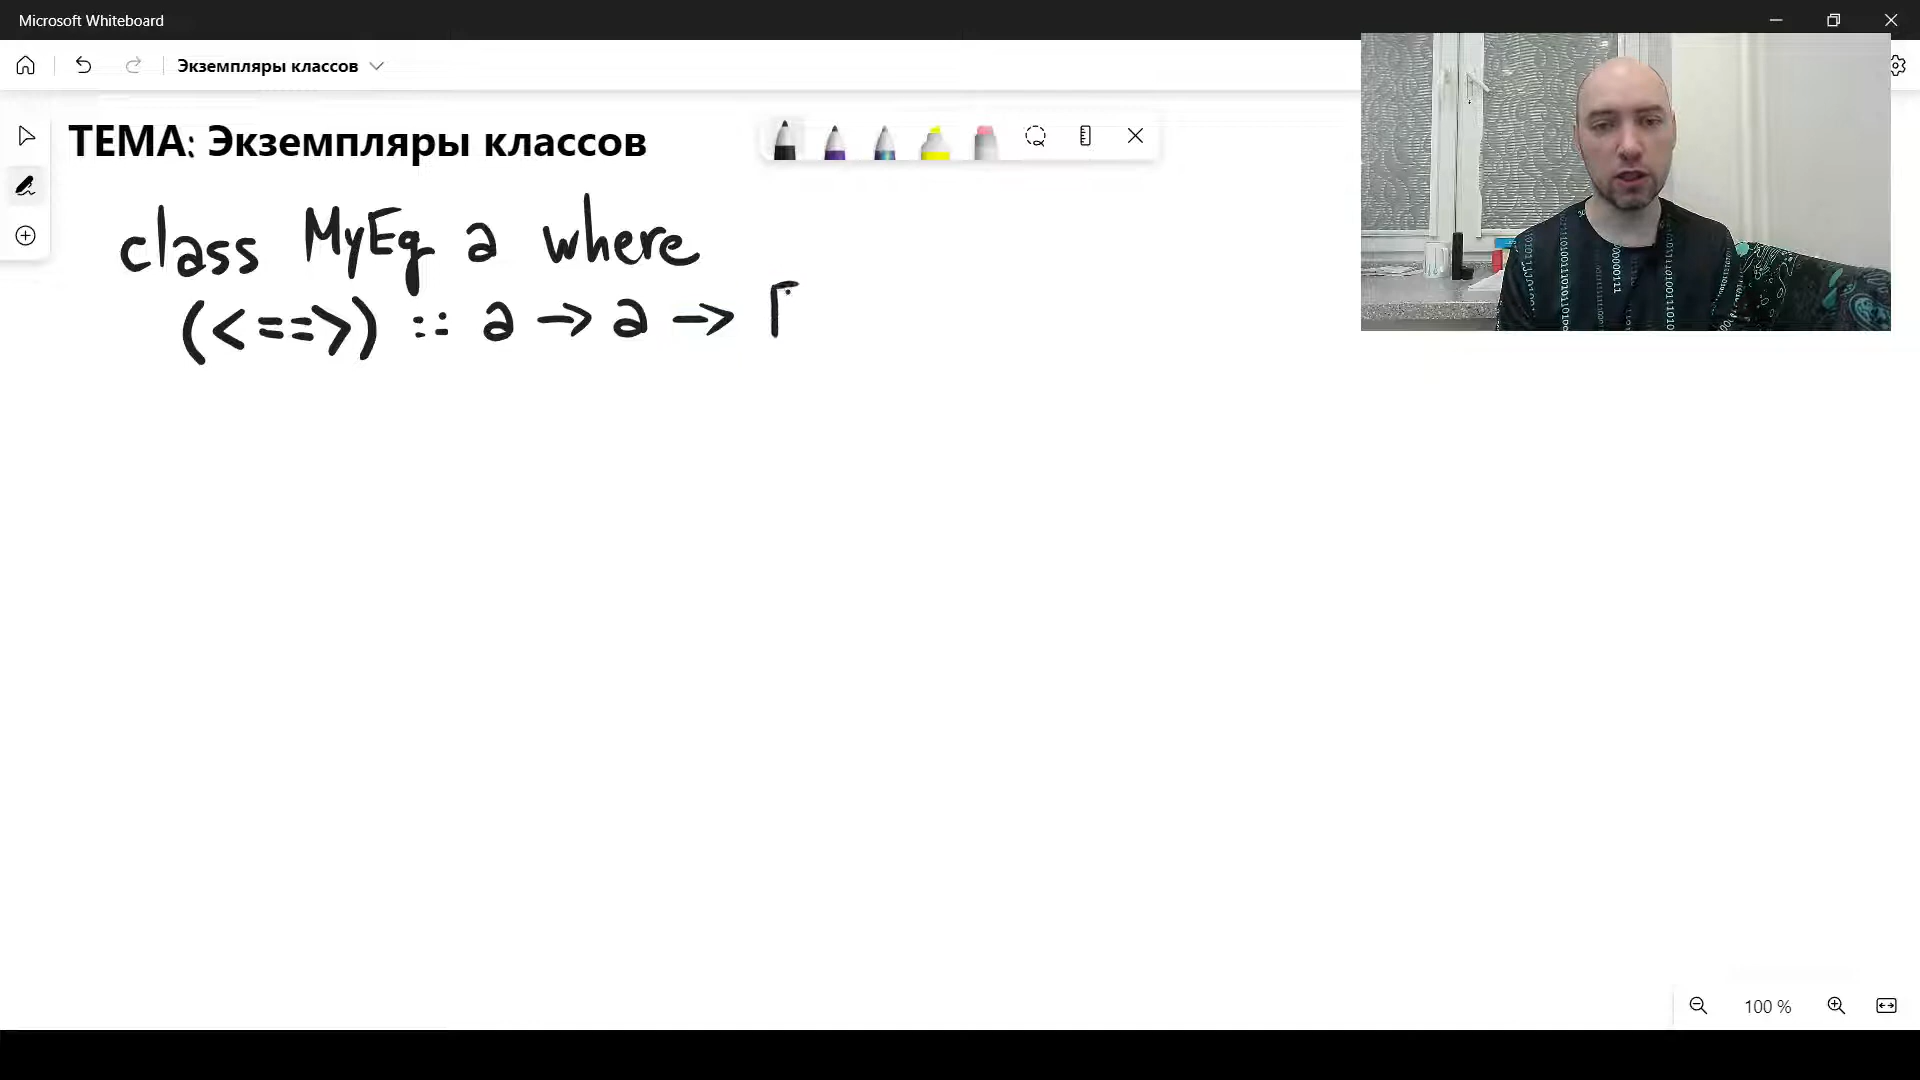 Microsoft Whiteboard
Экземпляры классов
ТЕМА: Экземпляры классов
class MyEq a where
(<==>) :: a -> a ->
100 %